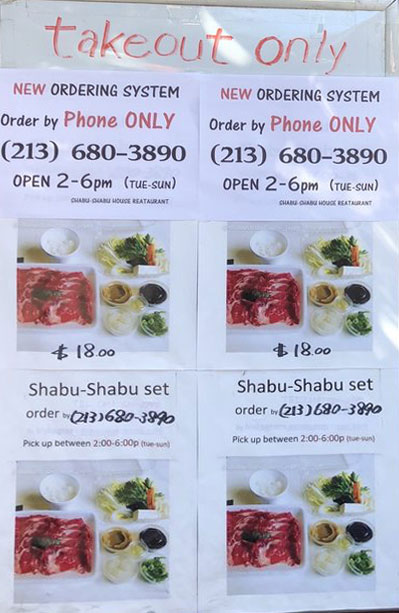 takeout only
NEW ORDERING SYSTEM
Order by Phone ONLY
(213) 680-3890
OPEN 2-6pm (TUE-SUN)
SHABU-SHABU HOUSE REATAURANT
NEW ORDERING SYSTEM
Order by Phone ONLY
(213) 680-3890
OPEN 2-6pm (TUE-SUN)
SHABU-SHABU HOUSE REATAURANT
$ 18.00
$ 18.00
Shabu-Shabu set
order by (213) 680-3890
Pick up between 2:00-6:00p (tue-sun)
Shabu-Shabu set
order by (213) 680-3890
Pick up between 2:00-6:00p (tue-sun)